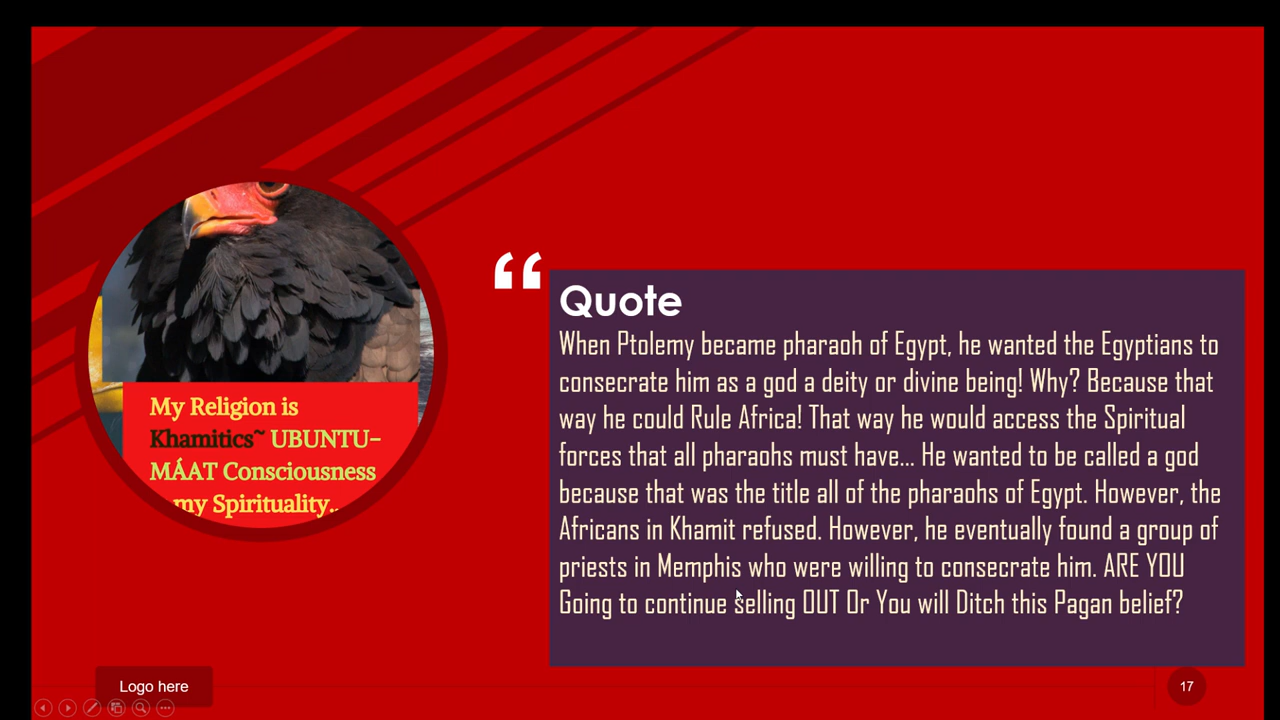 My Religion is
Khamitics~ UBUNTU-
MÁAT Consciousness
my Spirituality..
“
Quote
When Ptolemy became pharaoh of Egypt, he wanted the Egyptians to
consecrate him as a god a deity or divine being! Why? Because that
way he could Rule Africa! That way he would access the Spiritual
forces that all pharaohs must have... He wanted to be called a god
because that was the title all of the pharaohs of Egypt. However, the
Africans in Khamit refused. However, he eventually found a group of
priests in Memphis who were willing to consecrate him. ARE YOU
Going to continue selling OUT Or You will Ditch this Pagan belief?
Logo here
17